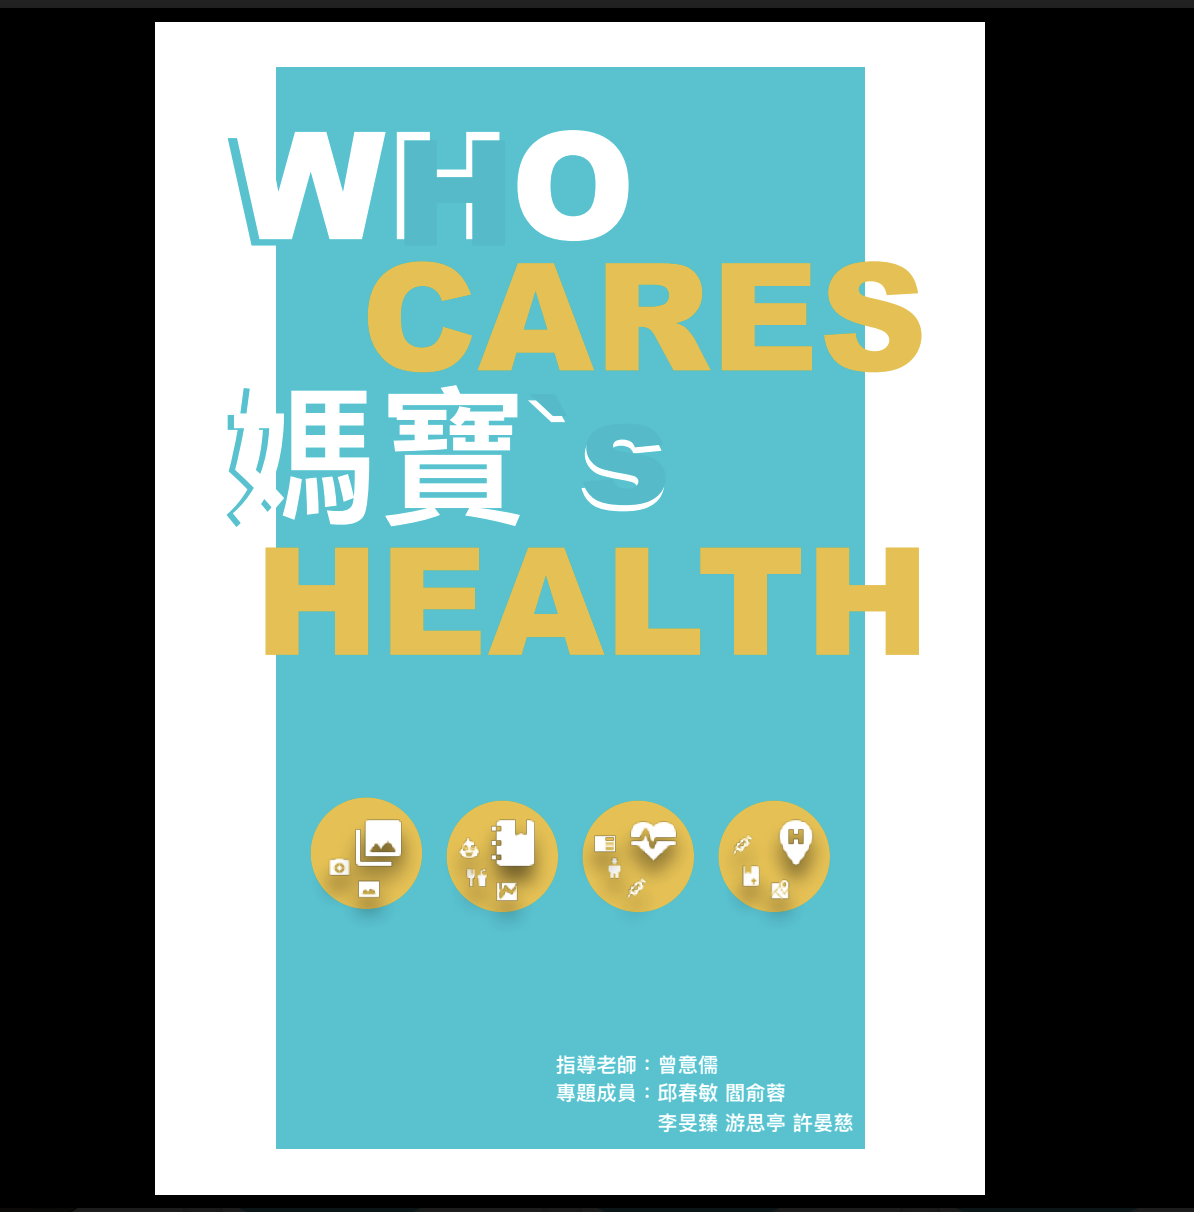 WHO
CARES
媽寶`s
HEALTH
H
指導老師：曾意儒
專題成員：邱春敏 閻俞蓉
李旻臻 游思亭 許晏慈